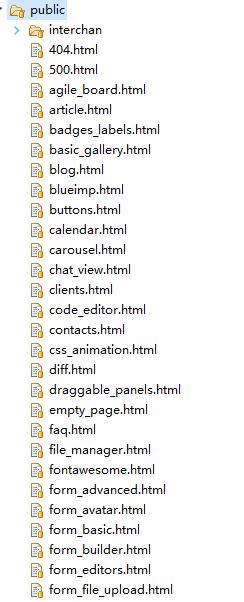 public
interchan
404.html
500.html
agile_board.html
article.html
badges_labels.html
basic_gallery.html
blog.html
blueimp.html
buttons.html
calendar.html
carousel.html
chat_view.html
clients.html
code_editor.html
contacts.html
css_animation.html
diff.html
draggable_panels.html
empty_page.html
faq.html
file_manager.html
fontawesome.html
form_advanced.html
form_avatar.html
form_basic.html
form_builder.html
form_editors.html
form_file_upload.html